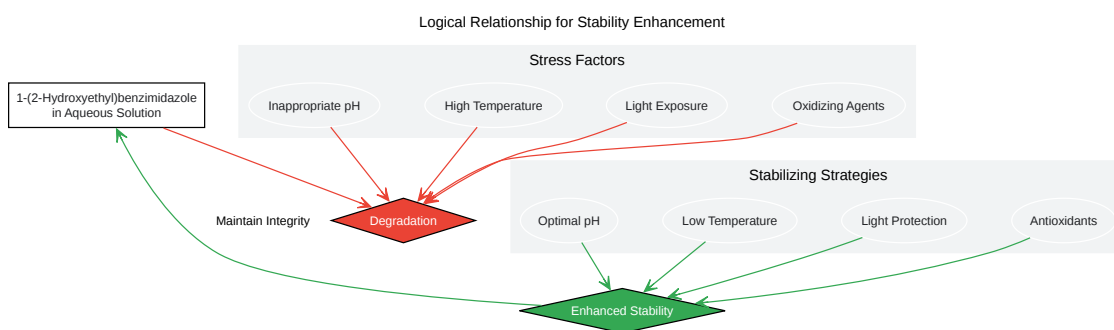 Logical Relationship for Stability Enhancement
Stress Factors
1-(2-Hydroxyethyl)benzimidazole
in Aqueous Solution
Inappropriate pH
High Temperature
Light Exposure
Oxidizing Agents
Stabilizing Strategies
Maintain Integrity
Degradation
Optimal pH
Low Temperature
Light Protection
Antioxidants
Enhanced Stability